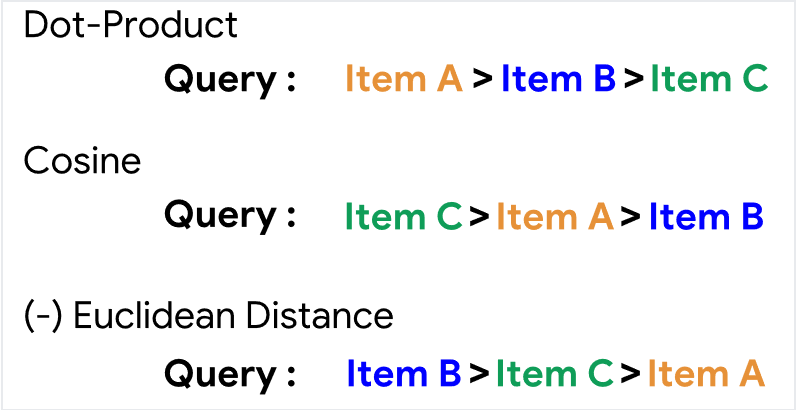 Dot-Product
Query : Item A > Item B > Item C
Cosine
Query : Item C > Item A > Item B
(-) Euclidean Distance
Query : Item B > Item C > Item A